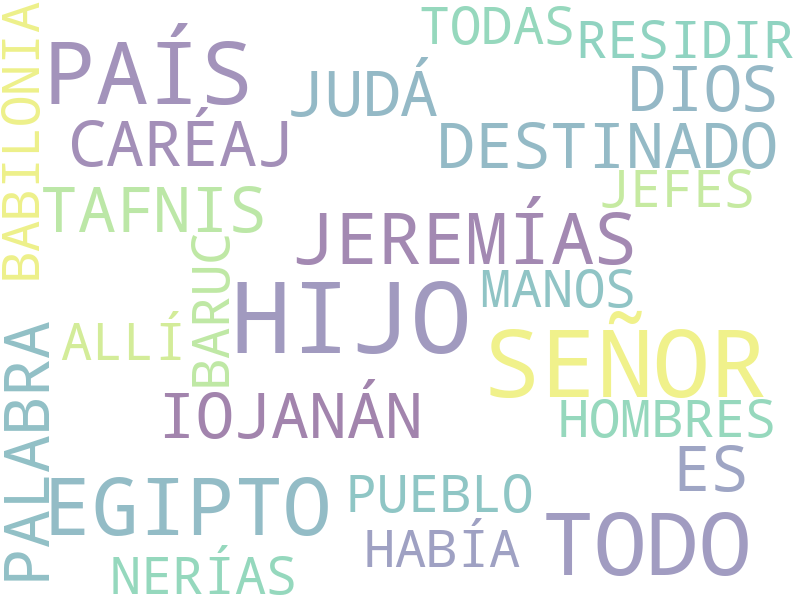 TODAS
RESIDIR
BABILONIA
PAÍS
JUDÁ
DIOS
CARÉAJ
DESTINADO
TAFNIS
JEFES
JEREMÍAS
BARUC
HIJO
MANOS
ALLÍ
SEÑOR
PALABRA
IOJANÁN
HOMBRES
ES
EGIPTO
PUEBLO
TODO
HABÍA
NERÍAS